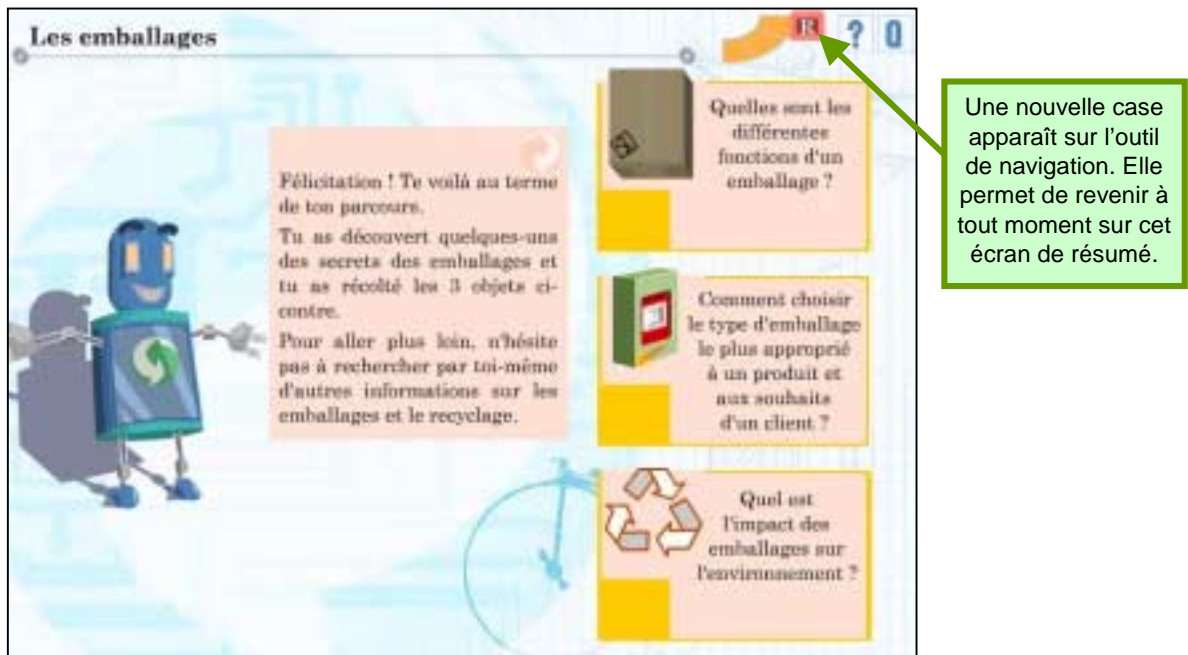 Les emballages
R
?
Félicitation ! Te voilà au terme
de ton parcours.
Tu as découvert quelques-uns
des secrets des emballages et
tu as récolté les 3 objets ci-
contre.
Pour aller plus loin, n'hésite
pas à rechercher par toi-même
d'autres informations sur les
emballages et le recyclage.
Quelles sont les
différentes
fonctions d'un
emballage ?
Comment choisir
le type d'emballage
le plus approprié
à un produit et
aux souhaits
d'un client ?
Quel est
l'impact des
emballages sur
l'environnement ?
Une nouvelle case
apparaît sur l’outil
de navigation. Elle
permet de revenir à
tout moment sur cet
écran de résumé.